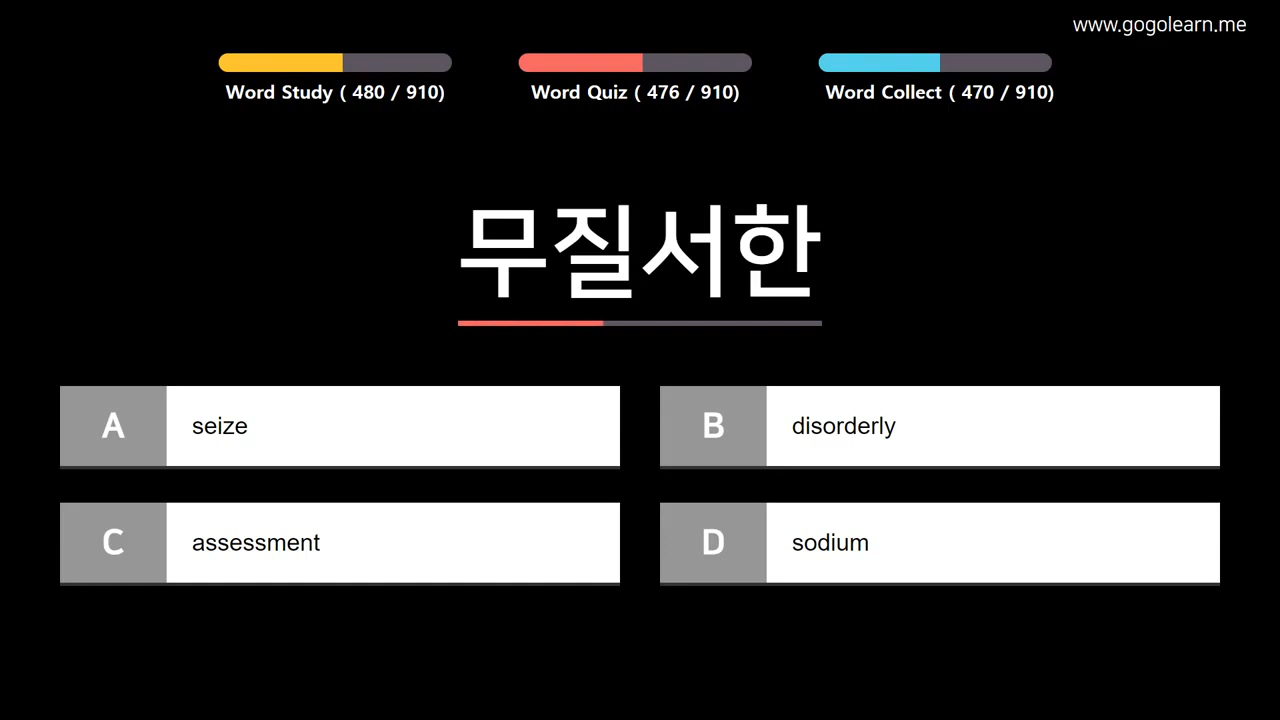 www.gogolearn.me
Word Study ( 480 / 910)
Word Quiz ( 476 / 910)
Word Collect ( 470 / 910)
무질서한
A seize
B disorderly
C assessment
D sodium